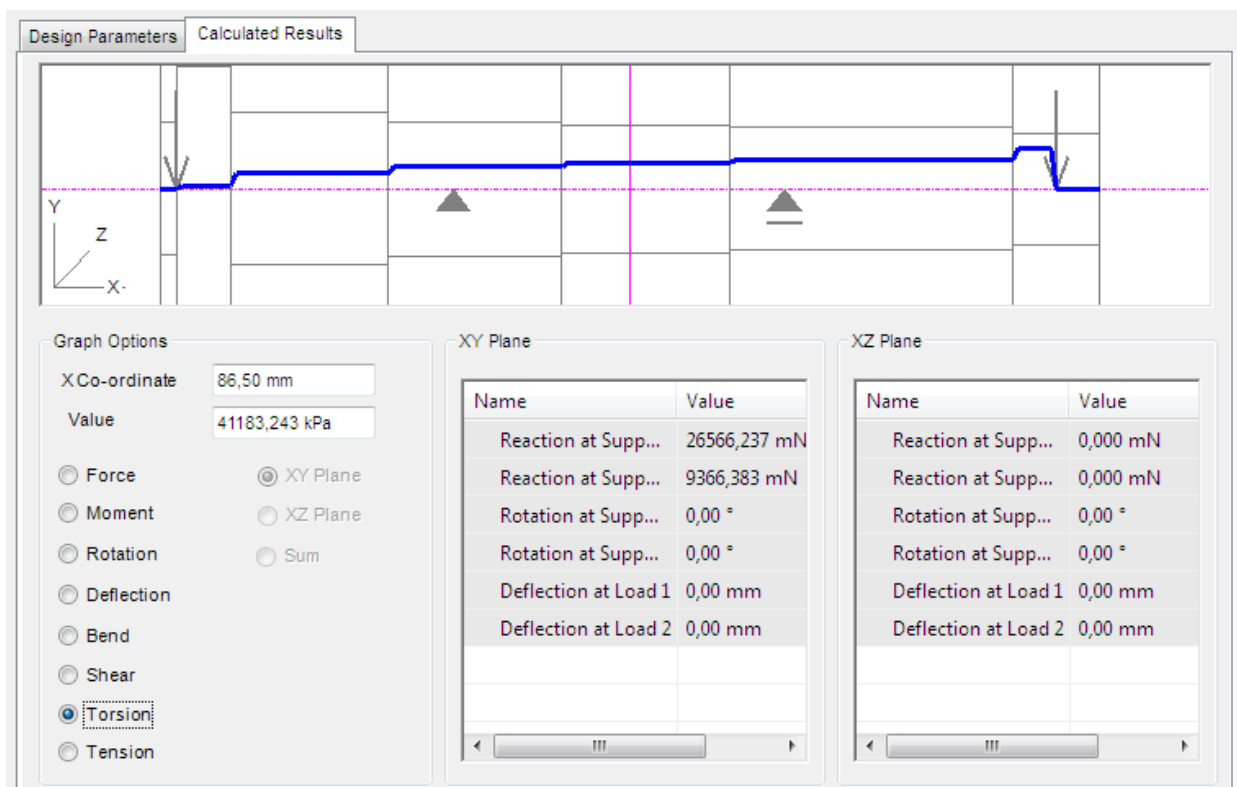 Design Parameters Calculated Results
Y
Z
X-
Graph Options
X Co-ordinate 86,50 mm
Value 41183,243 kPa
Force XY Plane
Moment XZ Plane
Rotation Sum
Deflection
Bend
Shear
Torsion
Tension
XY Plane
Name Value
Reaction at Supp... 26566,237 mN
Reaction at Supp... 9366,383 mN
Rotation at Supp... 0,00 °
Rotation at Supp... 0,00 °
Deflection at Load 1 0,00 mm
Deflection at Load 2 0,00 mm
XZ Plane
Name Value
Reaction at Supp... 0,000 mN
Reaction at Supp... 0,000 mN
Rotation at Supp... 0,00 °
Rotation at Supp... 0,00 °
Deflection at Load 1 0,00 mm
Deflection at Load 2 0,00 mm